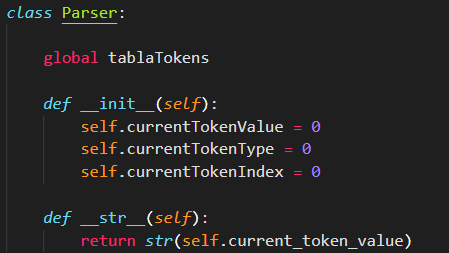 class Parser:
global tablaTokens
def __init__(self):
self.currentTokenValue = 0
self.currentTokenType = 0
self.currentTokenIndex = 0
def __str__(self):
return str(self.current_token_value)